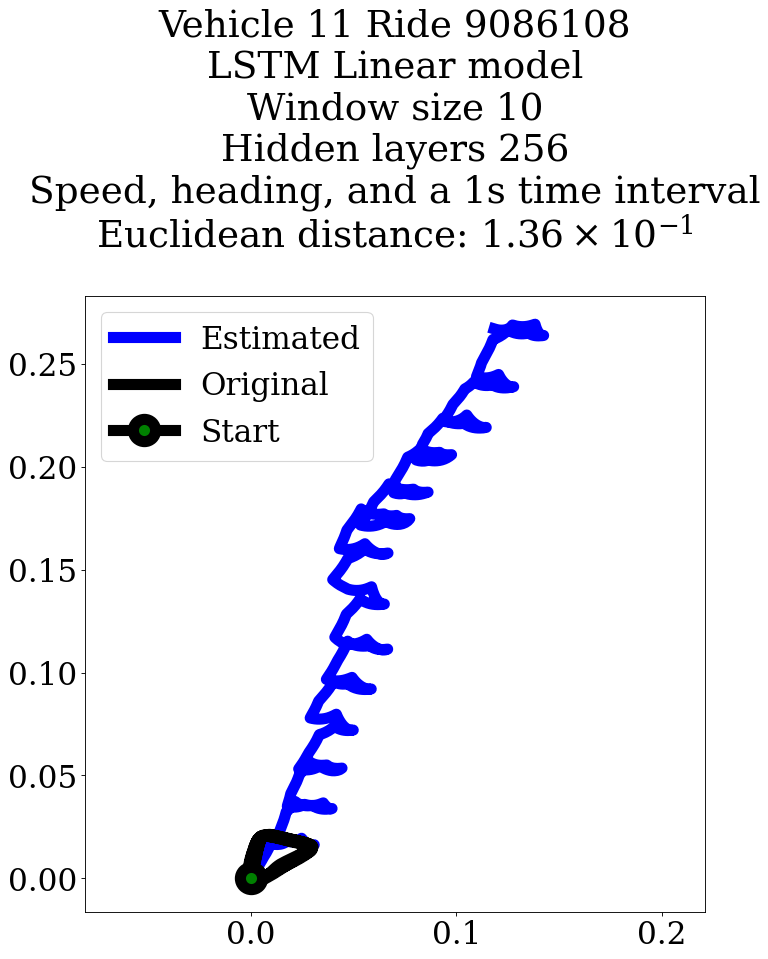 Vehicle 11 Ride 9086108
LSTM Linear model
Window size 10
Hidden layers 256
Speed, heading, and a 1s time interval
Euclidean distance: 1.36 × 10⁻¹
Estimated
Original
Start
0.25
0.20
0.15
0.10
0.05
0.00
0.0 0.1 0.2